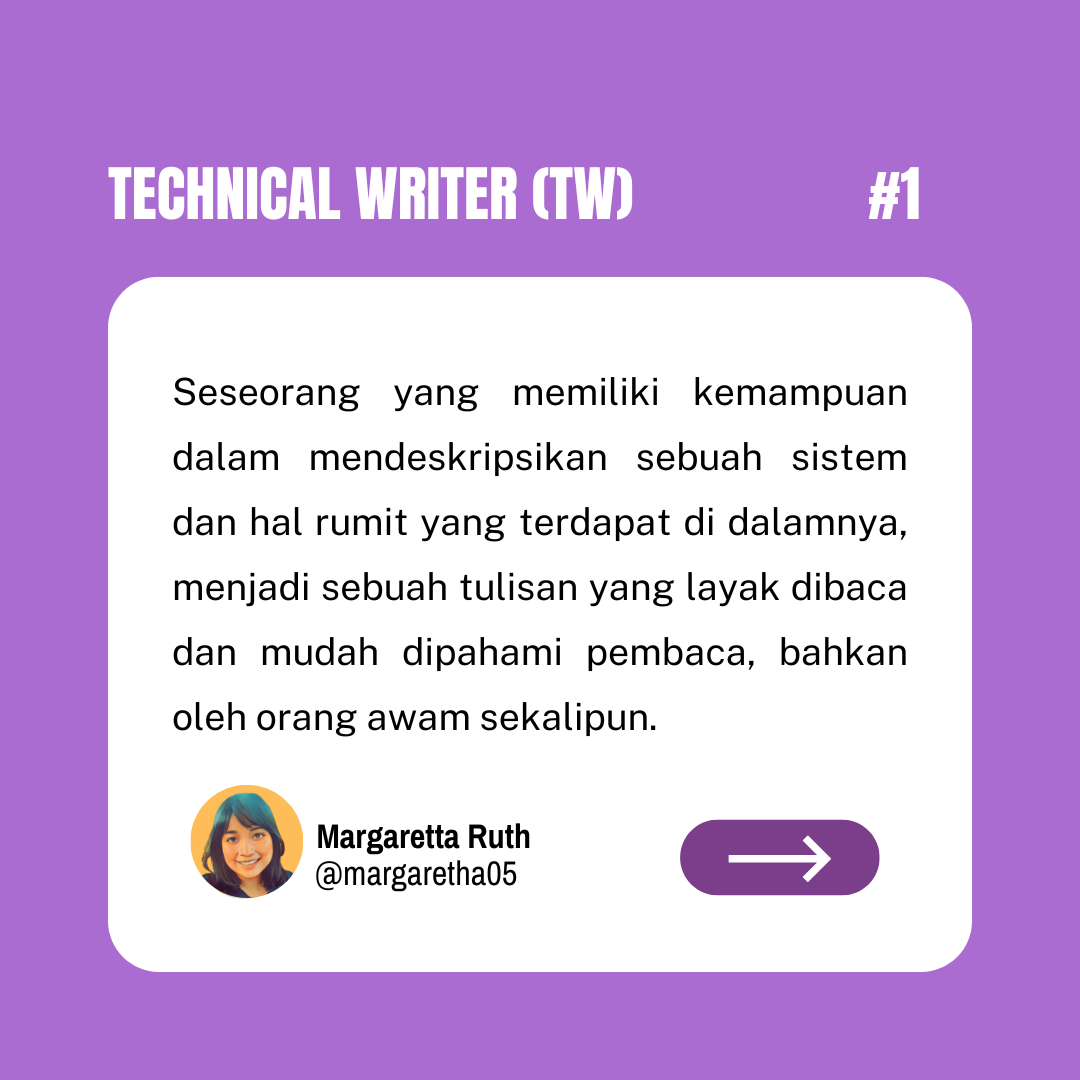 TECHNICAL WRITER (TW) #1
Seseorang yang memiliki kemampuan
dalam mendeskripsikan sebuah sistem
dan hal rumit yang terdapat di dalamnya,
menjadi sebuah tulisan yang layak dibaca
dan mudah dipahami pembaca, bahkan
oleh orang awam sekalipun.
Margaretta Ruth
@margaretha05